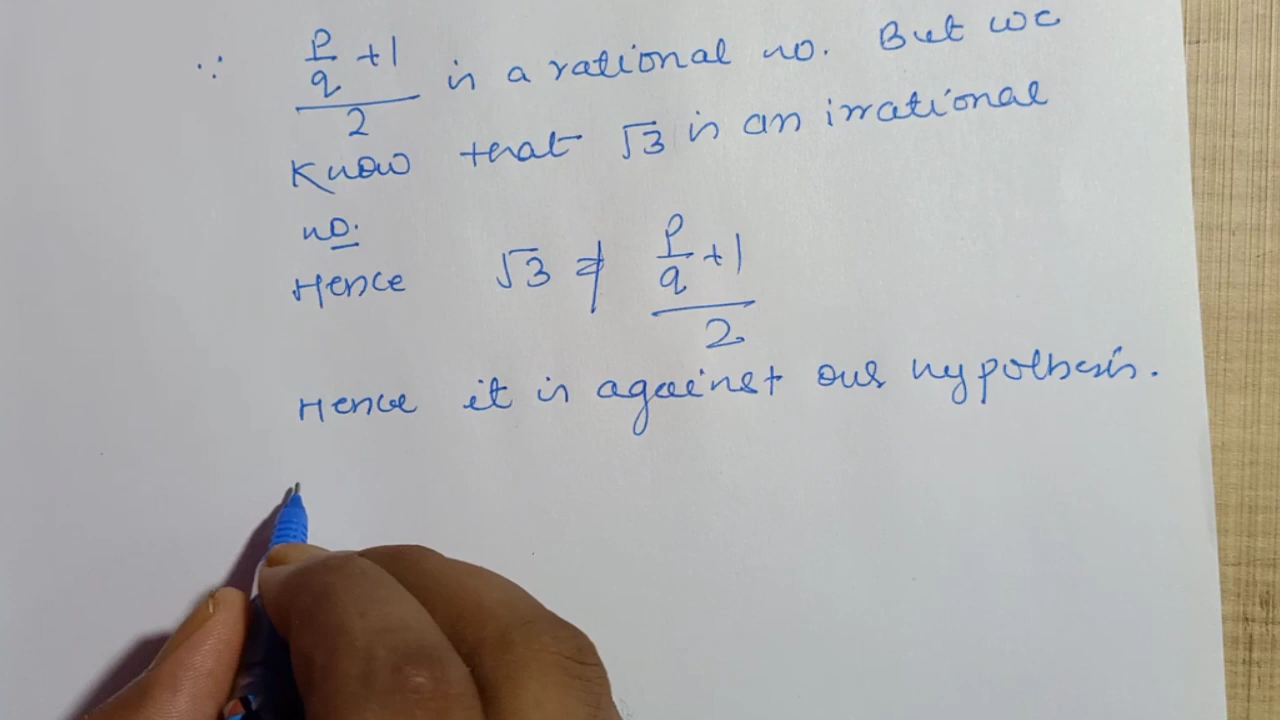 ∵ (p/q + 1)/2 is a rational no. But we
know that √3 is an irrational
no.
Hence √3 ≠ (p/q + 1)/2
Hence it is against our hypothesis.